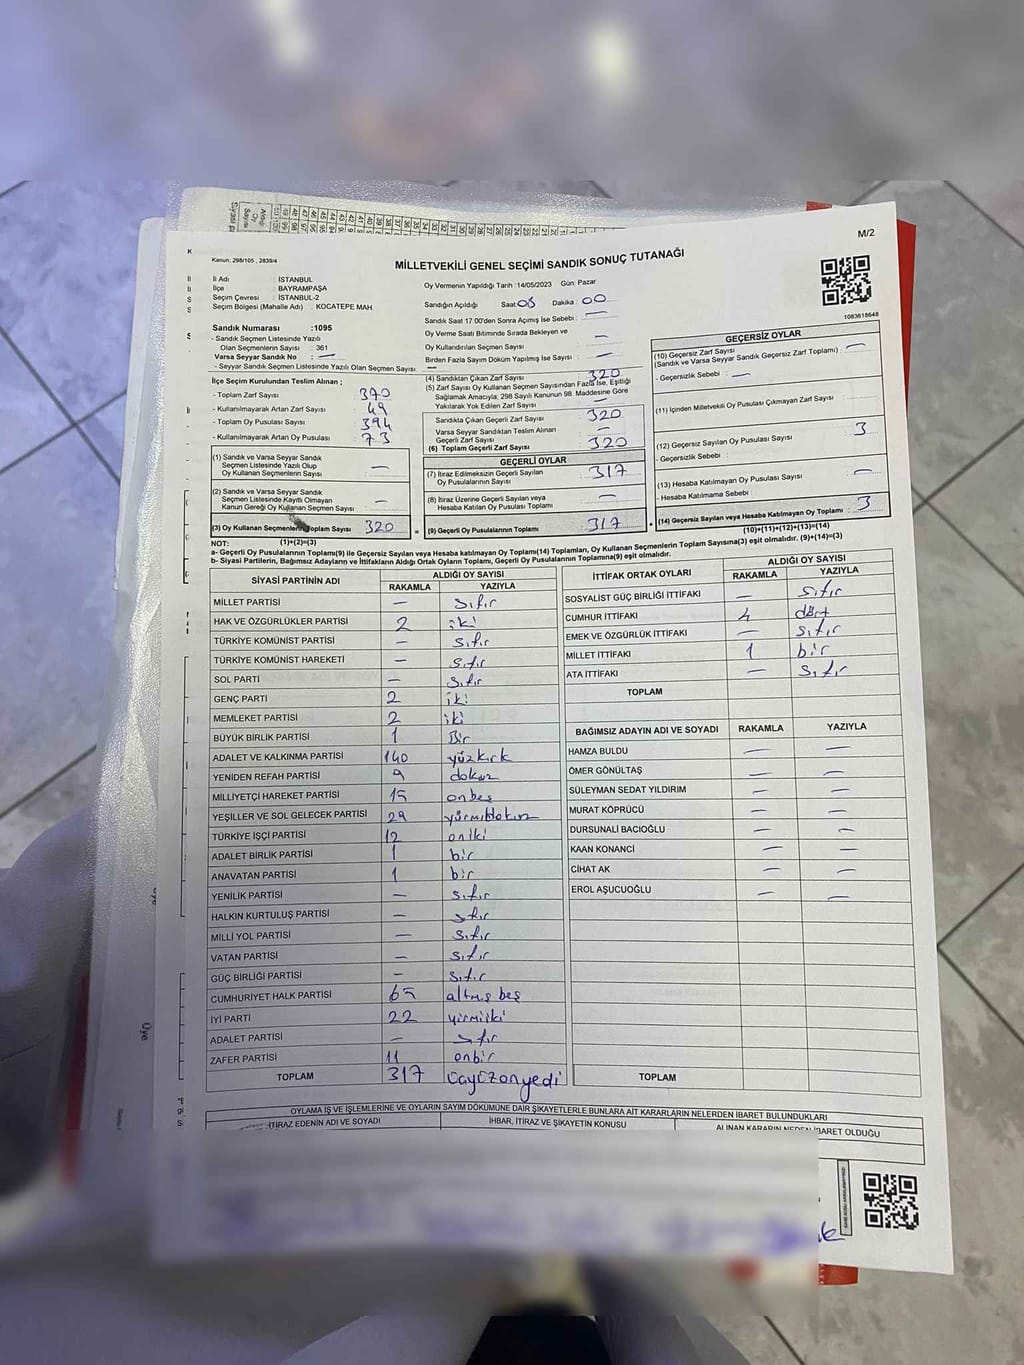 M/2
Kanun, 298/105 , 2839/4
MİLLETVEKİLİ GENEL SEÇİMİ SANDIK SONUÇ TUTANAĞI
1083618648
İli Adı : İSTANBUL
İlçe : BAYRAMPAŞA
Seçim Çevresi : İSTANBUL-2
Seçim Bölgesi (Mahalle Adı) : KOCATEPE MAH
Sandık Numarası :1095
- Sandık Seçmen Listesinde Yazılı
Olan Seçmenlerin Sayısı : 361
Varsa Seyyar Sandık No : —
- Seyyar Sandık Seçmen Listesinde Yazılı Olan Seçmen Sayısı: —
İlçe Seçim Kurulundan Teslim Alınan ;
- Toplam Zarf Sayısı 370
- Kullanılmayarak Artan Zarf Sayısı 49
- Toplam Oy Pusulası Sayısı 394
- Kullanılmayarak Artan Oy Pusulası 73
(1) Sandık ve Varsa Seyyar Sandık
Seçmen Listesinde Yazılı Olup
Oy Kullanan Seçmenlerin Sayısı —
(2) Sandık ve Varsa Seyyar Sandık
Seçmen Listesinde Kayıtlı Olmayan
Kanun Gereği Oy Kullanan Seçmen Sayısı —
(3) Oy Kullanan Seçmenlerin Toplam Sayısı 320
(1)+(2)=(3)
Oy Vermenin Yapıldığı Tarih :14/05/2023 Gün: Pazar
Sandığın Açıldığı Saat 08 Dakika : 00
Sandık Saat 17 00'den Sonra Açımış İse Sebebi : —
Oy Verme Saati Bitiminde Sırada Bekleyen ve
Oy Kullandırılan Seçmen Sayısı —
Birden Fazla Sayım Döküm Yapılmış İse Sayısı : —
(4) Sandıktan Çıkan Zarf Sayısı 320
(5) Zarf Sayısı Oy Kullanan Seçmen Sayısından Fazla İse, Eşitliği
Sağlamak Amacıyla; 298 Sayılı Kanunun 98. Maddesine Göre
Yakılarak Yok Edilen Zarf Sayısı —
Sandıkta Çıkan Geçerli Zarf Sayısı 320
Varsa Seyyar Sandıktan Teslim Alınan
Geçerli Zarf Sayısı —
(6) Toplam Geçerli Zarf Sayısı 320
GEÇERLİ OYLAR
(7) İtiraz Edilmeksizin Geçerli Sayılan
Oy Pusulalarının Sayısı 317
(8) İtiraz Üzerine Geçerli Sayılan veya
Hesaba Katılan Oy Pusulası Toplamı —
(9) Geçerli Oy Pusulalarının Toplamı : 317
GEÇERSİZ OYLAR
(10) Geçersiz Zarf Sayısı —
(Sandık ve Varsa Seyyar Sandık Geçersiz Zarf Toplamı) :
- Geçersizlik Sebebi : —
(11) İçinden Milletvekili Oy Pusulası Çıkmayan Zarf Sayısı :
(12) Geçersiz Sayılan Oy Pusulası Sayısı 3
- Geçersizlik Sebebi :
(13) Hesaba Katılmayan Oy Pusulası Sayısı —
- Hesaba Katılmama Sebebi :
(14) Geçersiz Sayılan veya Hesaba Katılmayan Oy Toplamı : 3
(10)+(11)+(12)+(13)=(14)
NOT:
a- Geçerli Oy Pusulalarının Toplamı(9) ile Geçersiz Sayılan veya Hesaba katılmayan Oy Toplamı(14) Toplamları, Oy Kullanan Seçmenlerin Toplam Sayısına(3) eşit olmalıdır. (9)+(14)=(3)
b- Siyasi Partilerin, Bağımsız Adayların ve İttifakların Aldığı Ortak Oyların Toplamı, Geçerli Oy Pusulalarının Toplamına(9) eşit olmalıdır.
SİYASİ PARTİNİN ADI ALDIĞI OY SAYISI
RAKAMLA YAZIYLA
MİLLET PARTİSİ — sıfır
HAK VE ÖZGÜRLÜKLER PARTİSİ 2 iki
TÜRKİYE KOMÜNİST PARTİSİ — sıfır
TÜRKİYE KOMÜNİST HAREKETİ — sıfır
SOL PARTİ — sıfır
GENÇ PARTİ 2 iki
MEMLEKET PARTİSİ 2 iki
BÜYÜK BİRLİK PARTİSİ 1 Bir
ADALET VE KALKINMA PARTİSİ 140 yüzkırk
YENİDEN REFAH PARTİSİ 9 dokuz
MİLLİYETÇİ HAREKET PARTİSİ 15 onbeş
YEŞİLLER VE SOL GELECEK PARTİSİ 29 yirmidokuz
TÜRKİYE İŞÇİ PARTİSİ 12 oniki
ADALET BİRLİK PARTİSİ 1 bir
ANAVATAN PARTİSİ 1 bir
YENİLİK PARTİSİ — sıfır
HALKIN KURTULUŞ PARTİSİ — sıfır
MİLLİ YOL PARTİSİ — sıfır
VATAN PARTİSİ — sıfır
GÜÇ BİRLİĞİ PARTİSİ — sıfır
CUMHURİYET HALK PARTİSİ 65 altmış beş
İYİ PARTİ 22 yirmiiki
ADALET PARTİSİ — sıfır
ZAFER PARTİSİ 11 onbir
TOPLAM 317 üçyüzonyedi
İTTİFAK ORTAK OYLARI ALDIĞI OY SAYISI
RAKAMLA YAZIYLA
SOSYALİST GÜÇ BİRLİĞİ İTTİFAKI — sıfır
CUMHUR İTTİFAKI 4 dört
EMEK VE ÖZGÜRLÜK İTTİFAKI — sıfır
MİLLET İTTİFAKI 1 bir
ATA İTTİFAKI — sıfır
TOPLAM
BAĞIMSIZ ADAYIN ADI VE SOYADI RAKAMLA YAZIYLA
HAMZA BULDU — —
ÖMER GÖNÜLTAŞ — —
SÜLEYMAN SEDAT YILDIRIM — —
MURAT KÖPRÜCÜ — —
DURSUNALİ BACIOĞLU — —
KAAN KONANCİ — —
CİHAT AK — —
EROL AŞUCUOĞLU — —
TOPLAM
OYLAMA İŞ VE İŞLEMLERİNE VE OYLARIN SAYIM DÖKÜMÜNE DAİR ŞİKAYETLERLE BUNLARA AİT KARARLARIN NELERDEN İBARET BULUNDUKLARI
İTİRAZ EDENİN ADI VE SOYADI İHBAR, İTİRAZ VE ŞİKAYETİN KONUSU ALINAN KARARIN NEDEN İBARET OLDUĞU
Üye